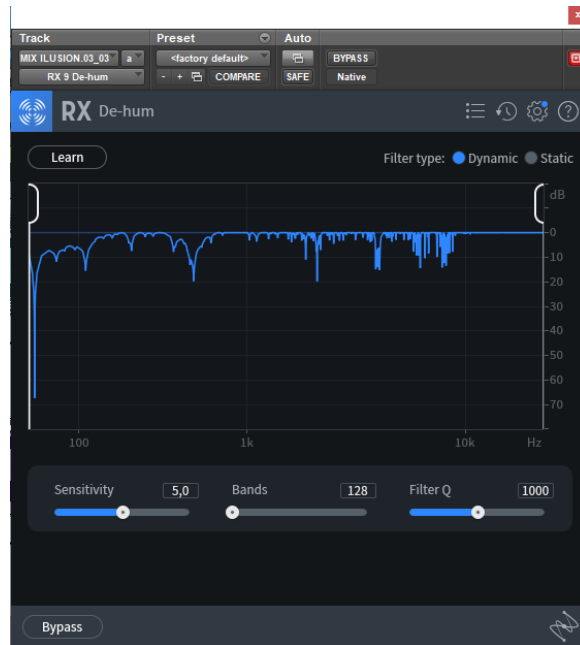 x
Track Preset Auto
MIX ILUSION.03_03 a <factory default> BYPASS
RX 9 De-hum - + COMPARE SAFE Native
RX De-hum ?
Learn Filter type: Dynamic Static
dB
-0
-10
-20
-30
-40
-50
-60
-70
100 1k 10k Hz
Sensitivity 5,0 Bands 128 Filter Q 1000
Bypass